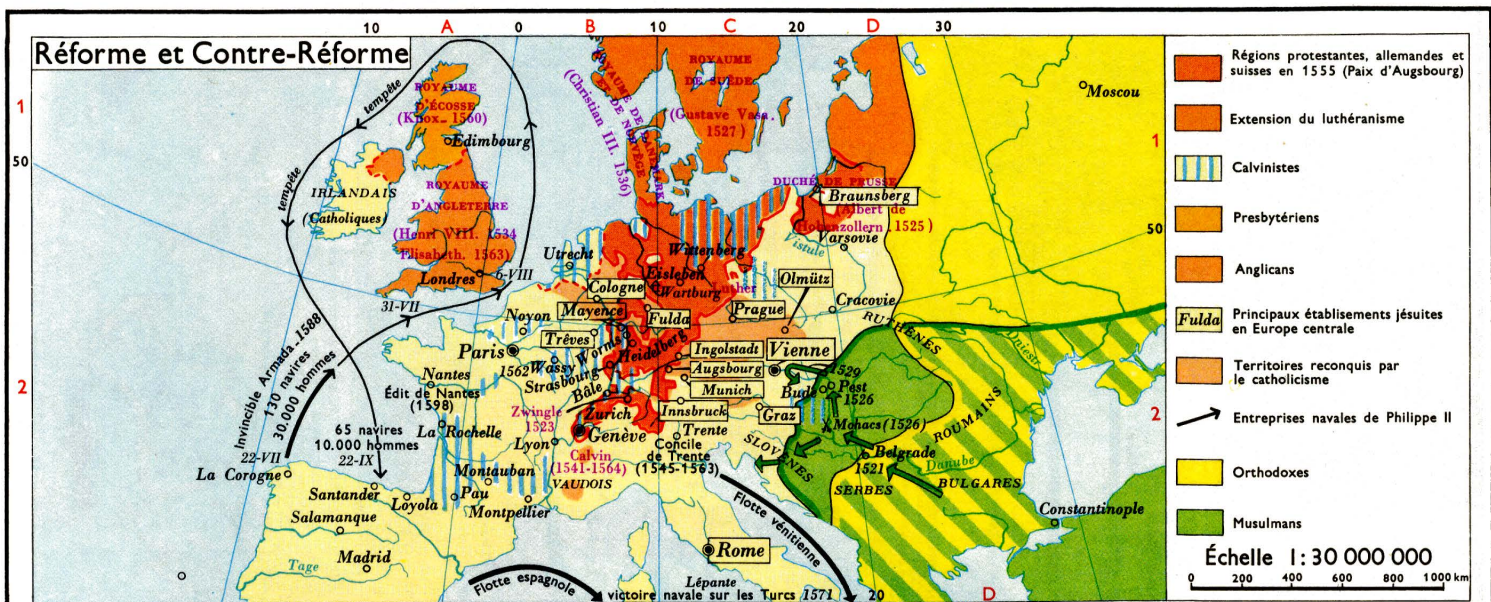 10
A
0
B
10
C
20
D
30
Réforme et Contre-Réforme
1
50
2
tempête
tempête
ROYAUME
D'ÉCOSSE
(Knox. 1560)
Edimbourg
IRLANDAIS
(Catholiques)
ROYAUME
D'ANGLETERRE
(Henri VIII. 1534
Elisabeth. 1563)
Londres
6-VIII
31-VII
ROYAUME DE DANEMARK
ET DE NORVÈGE
(Christian III. 1536)
ROYAUME
DE SUÈDE
(Gustave Vasa.
1527)
DUCHÉ DE PRUSSE
Braunsberg
(Albert de
Hohenzollern. 1525)
Moscou
1
50
2
Vistule
Varsovie
Utrecht
Wittenberg
Eisleben
Luther
Wartburg
Cologne
Olmütz
Mayence
Fulda
Prague
Cracovie
RUTHÈNES
Noyon
Trêves
Worms
Heidelberg
Paris
1562
Wassy
Ingolstadt
Vienne
1529
Dniestr
Strasbourg
Augsbourg
Nantes
Édit de Nantes
(1598)
Bâle
Munich
Bude
Pest
1526
Zwingle
1523
Zurich
Innsbruck
Graz
Mohacs (1526)
ROUMAINS
Invincible Armada_1588
130 navires
30.000 hommes
22-VII
65 navires
10.000 hommes
22-IX
La Rochelle
Genève
Lyon
Trente
Concile
de Trente
(1545-1563)
SLOVÈNES
Belgrade
1521
Danube
Calvin
(1541-1564)
VAUDOIS
La Corogne
Santander
Loyola
Montauban
Pau
Montpellier
SERBES
BULGARES
Constantinople
Salamanque
Madrid
Tage
Rome
Flotte vénitienne
Flotte espagnole
Lépante
victoire navale sur les Turcs 1571
20
D
Régions protestantes, allemandes et
suisses en 1555 (Paix d'Augsbourg)
Extension du luthéranisme
Calvinistes
Presbytériens
Anglicans
Fulda
Principaux établissements jésuites
en Europe centrale
Territoires reconquis par
le catholicisme
Entreprises navales de Philippe II
Orthodoxes
Musulmans
Échelle 1:30 000 000
0 200 400 600 800 1000 km